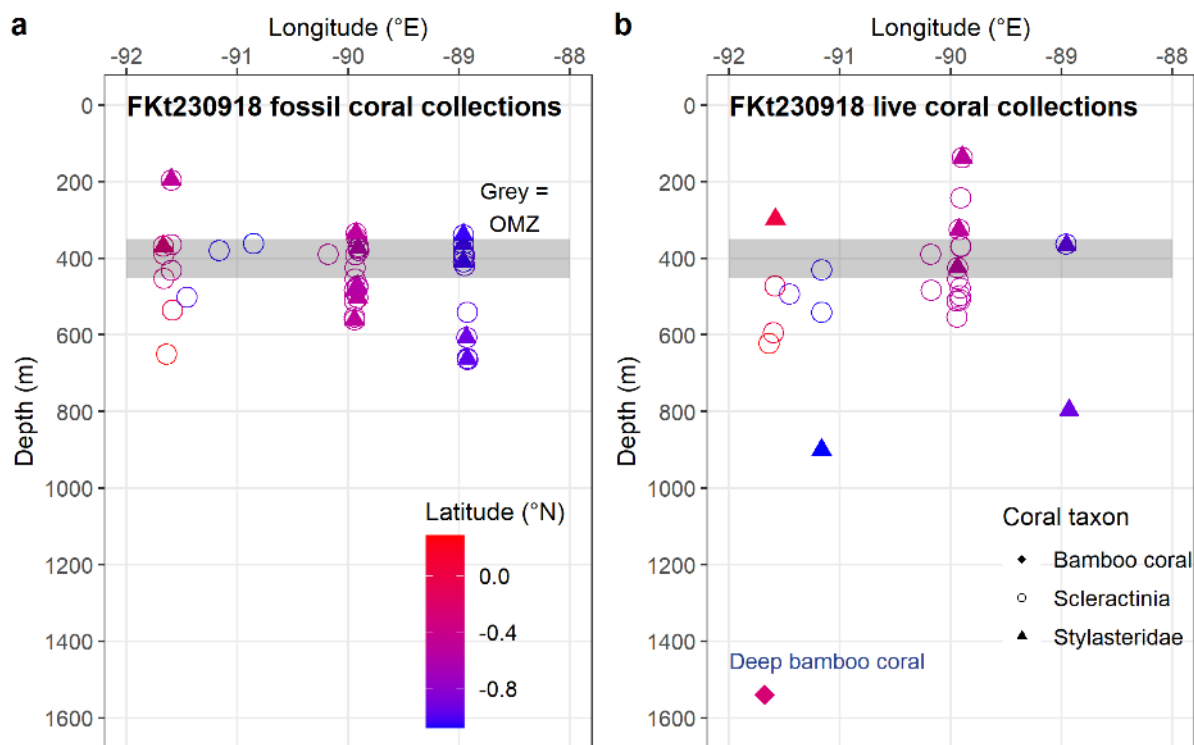 a
Longitude (°E)
-92 -91 -90 -89 -88
FKt230918 fossil coral collections
Grey =
OMZ
Depth (m)
0
200
400
600
800
1000
1200
1400
1600
Latitude (°N)
0.0
-0.4
-0.8
b
Longitude (°E)
-92 -91 -90 -89 -88
FKt230918 live coral collections
Depth (m)
0
200
400
600
800
1000
1200
1400
1600
Coral taxon
Bamboo coral
Scleractinia
Stylasteridae
Deep bamboo coral